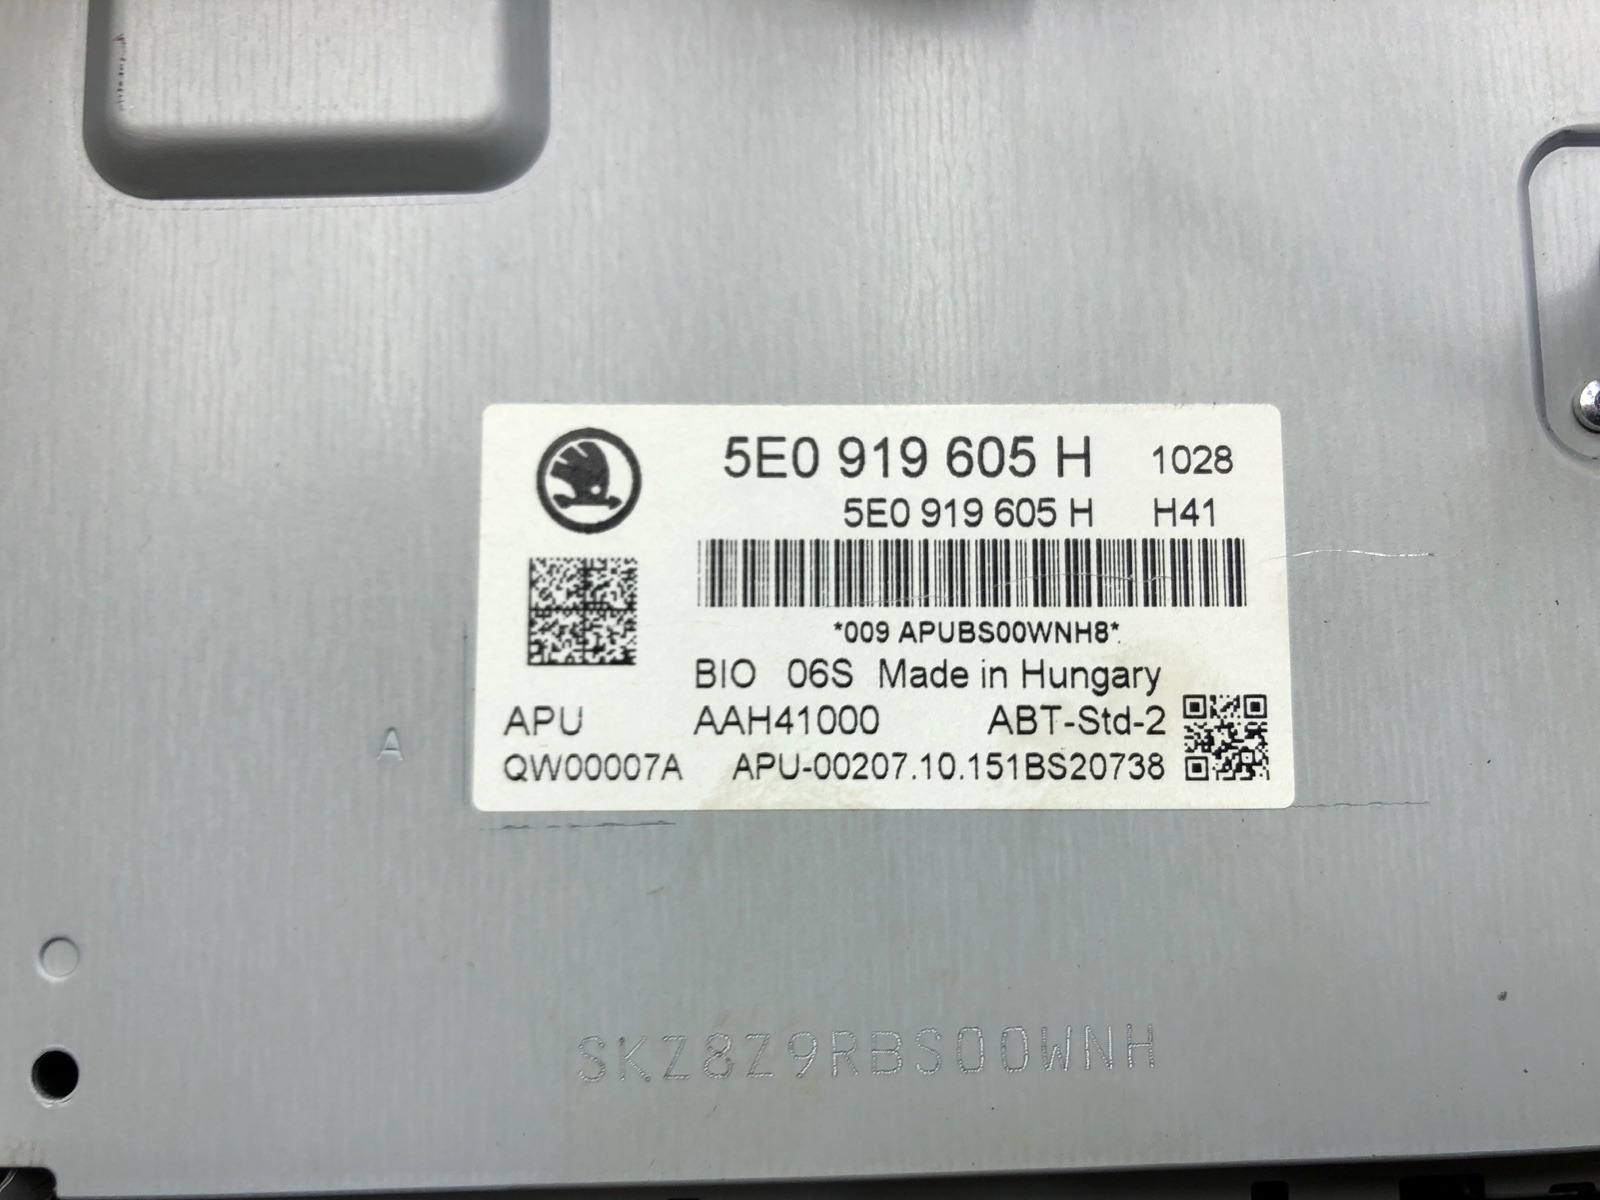 5E0 919 605 H 1028
5E0 919 605 H H41
*009 APUBS00WNH8*
BIO 06S Made in Hungary
APU AAH41000 ABT-Std-2
QW00007A APU-00207.10.151BS20738
A
SKZ8Z9RBS00WNH